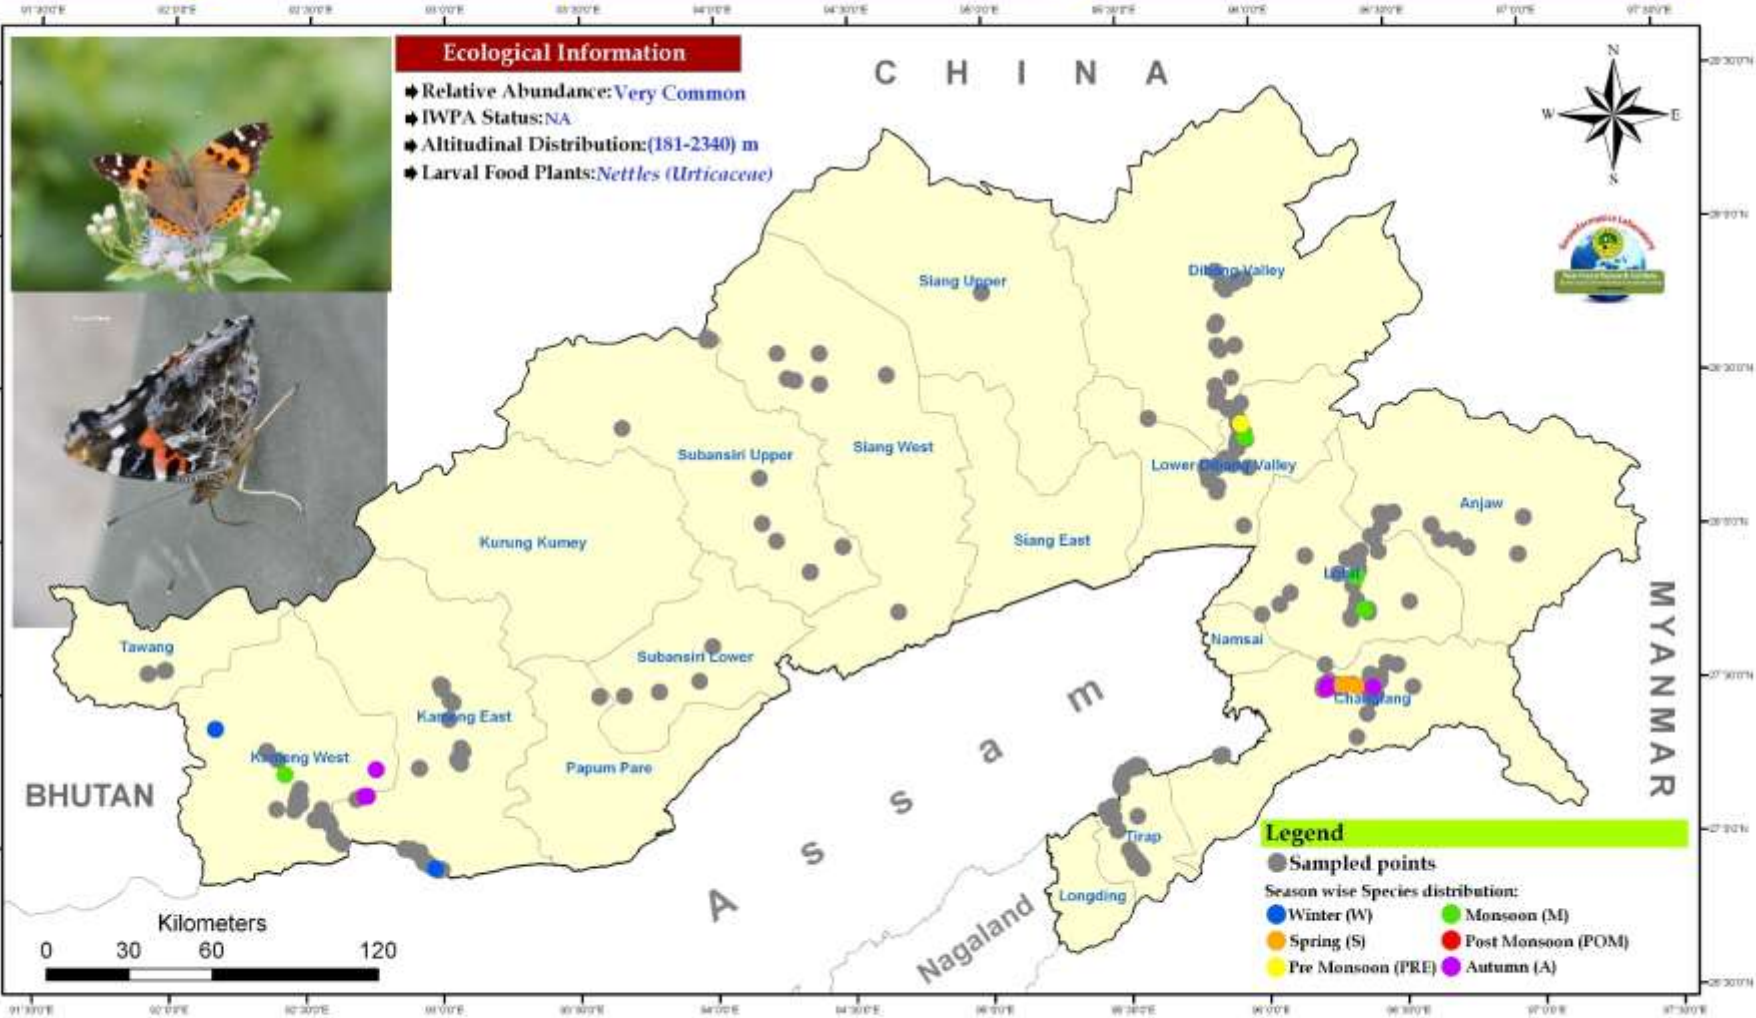 Ecological Information
Relative Abundance:Very Common
IWPA Status:NA
Altitudinal Distribution:(181-2340) m
Larval Food Plants:Nettles (Urticaceae)
C H I N A
N
W E
S
Siang Upper
Dibang Valley
Subansiri Upper
Siang West
Lower Dibang Valley
Anjaw
Kurung Kumey
Siang East
Lohit
Namsai
Tawang
Subansiri Lower
Changlang
Kameng East
Kameng West
Papum Pare
BHUTAN
MYANMAR
Assam
Tirap
Longding
Nagaland
Kilometers
0 30 60 120
Legend
Sampled points
Season wise Species distribution:
Winter (W)
Monsoon (M)
Spring (S)
Post Monsoon (POM)
Pre Monsoon (PRE)
Autumn (A)